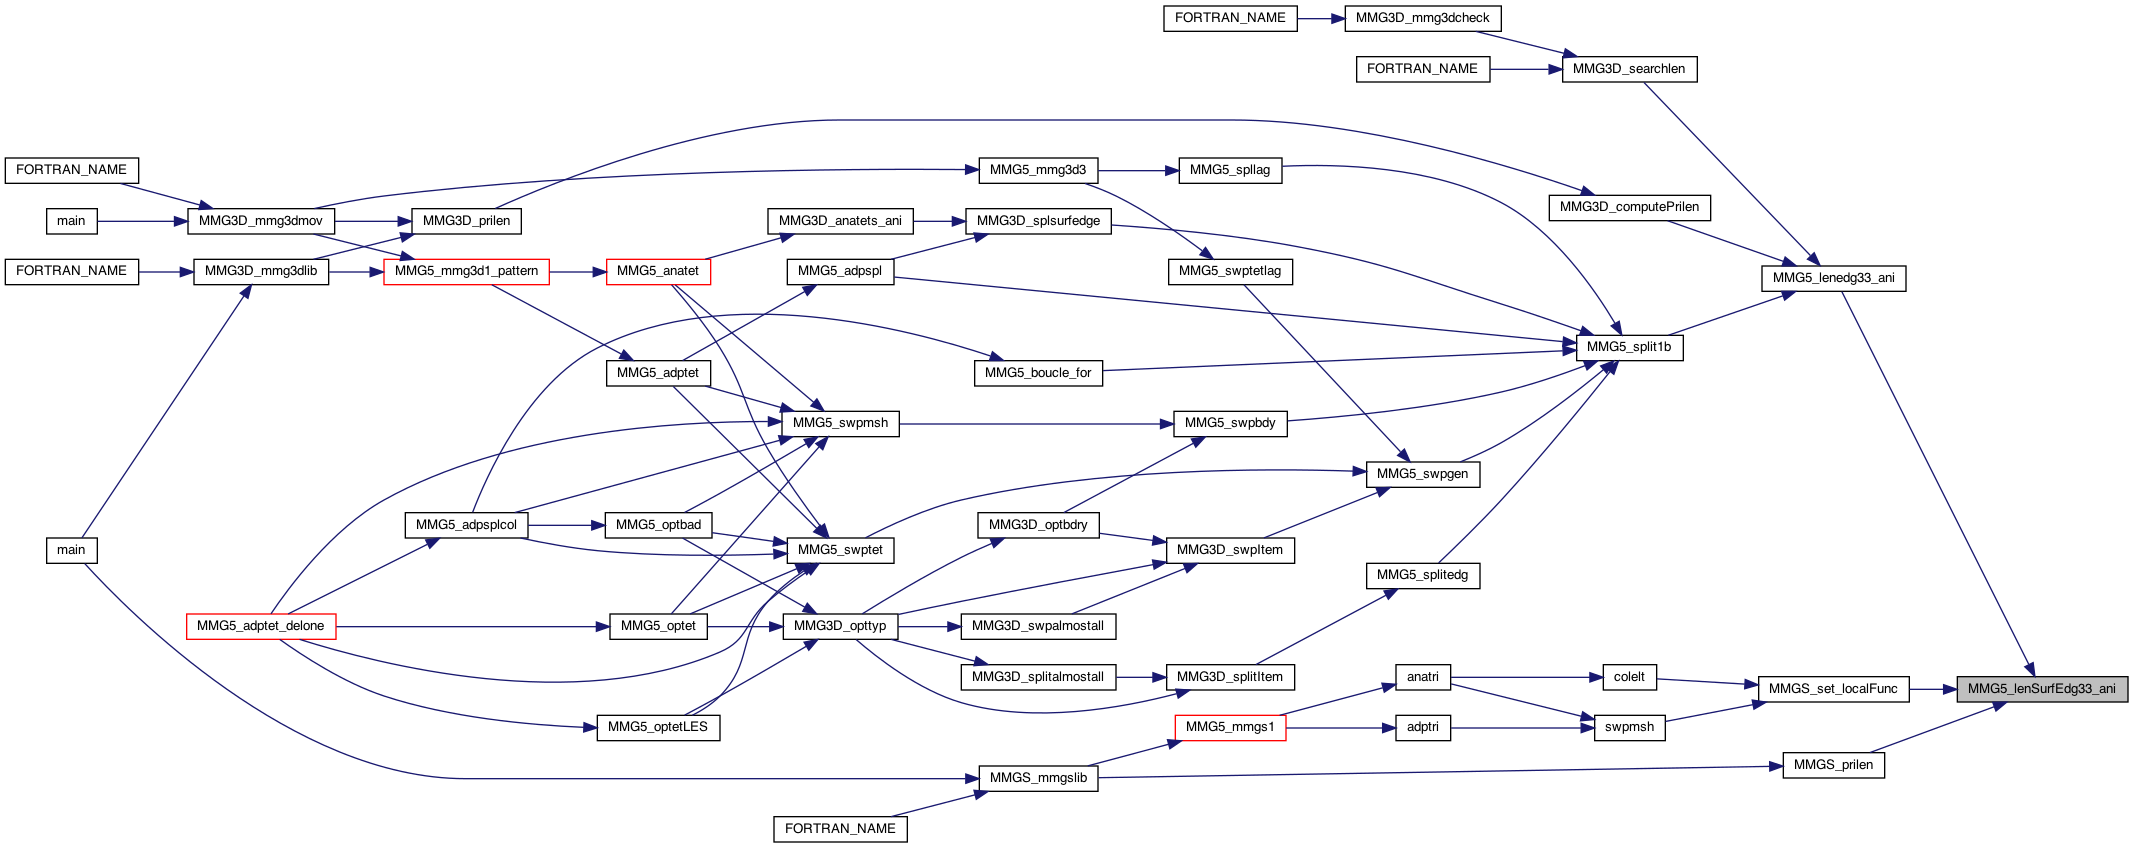 FORTRAN_NAME
MMG3D_mmg3dcheck
FORTRAN_NAME
MMG3D_searchlen
FORTRAN_NAME
MMG5_mmg3d3
MMG5_spllag
MMG3D_computePrilen
main
MMG3D_mmg3dmov
MMG3D_prilen
MMG3D_anatets_ani
MMG3D_splsurfedge
FORTRAN_NAME
MMG3D_mmg3dlib
MMG5_mmg3d1_pattern
MMG5_anatet
MMG5_adpspl
MMG5_swptetlag
MMG5_lenedg33_ani
MMG5_split1b
MMG5_adptet
MMG5_boucle_for
MMG5_swpmsh
MMG5_swpbdy
MMG5_swpgen
MMG5_adpsplcol
MMG5_optbad
MMG3D_optbdry
main
MMG5_swptet
MMG3D_swpItem
MMG5_splitedg
MMG5_adptet_delone
MMG5_optet
MMG3D_opttyp
MMG3D_swpalmostall
MMG3D_splitalmostall
MMG3D_splitItem
anatri
colelt
MMGS_set_localFunc
MMG5_lenSurfEdg33_ani
MMG5_optetLES
MMG5_mmgs1
adptri
swpmsh
MMGS_mmgslib
MMGS_prilen
FORTRAN_NAME